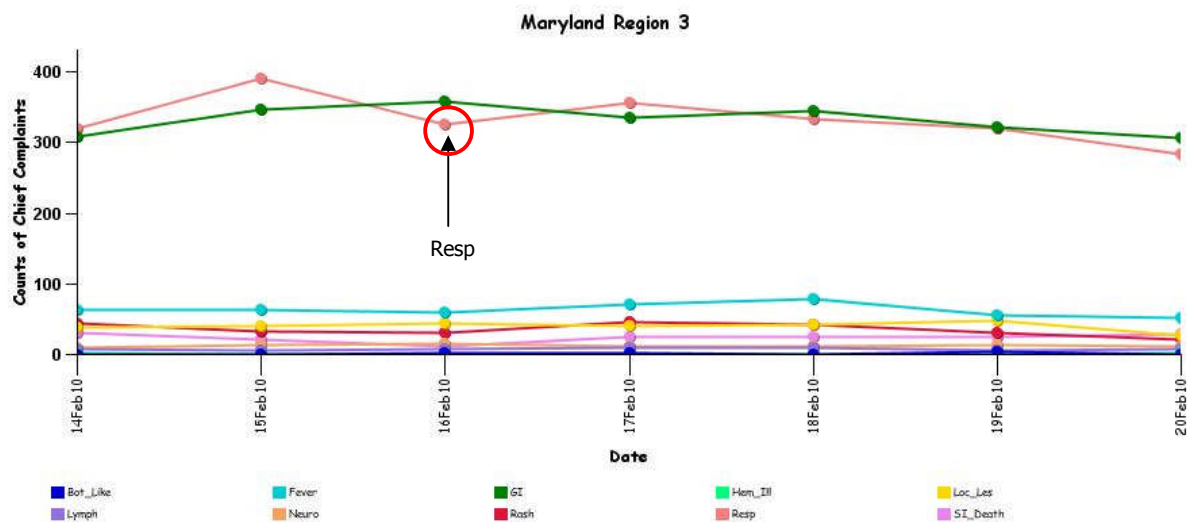 Maryland Region 3
Counts of Chief Complaints
400
300
200
100
0
Resp
14Feb10
15Feb10
16Feb10
17Feb10
18Feb10
19Feb10
20Feb10
Date
Bot_Like
Fever
GI
Hem_Ill
Loc_Les
Lymph
Neuro
Rash
Resp
SI_Death